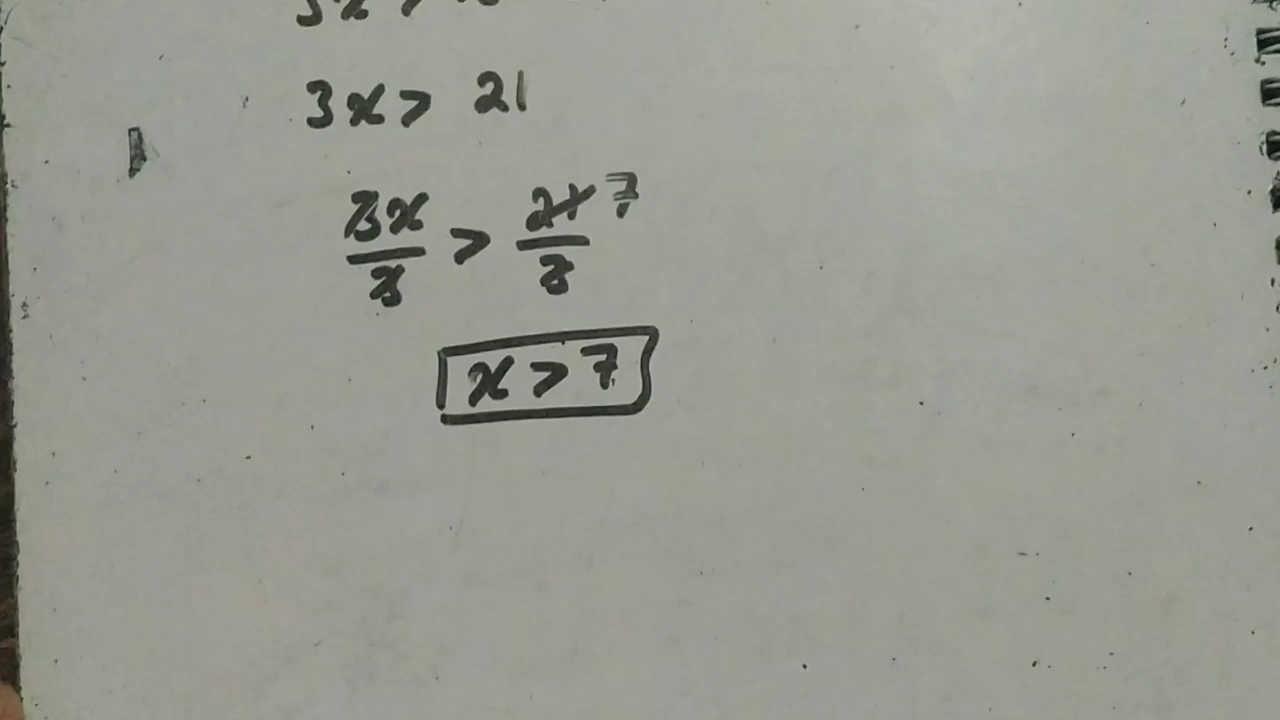 3x > 21
3x/3 > 21/3 7
x > 7